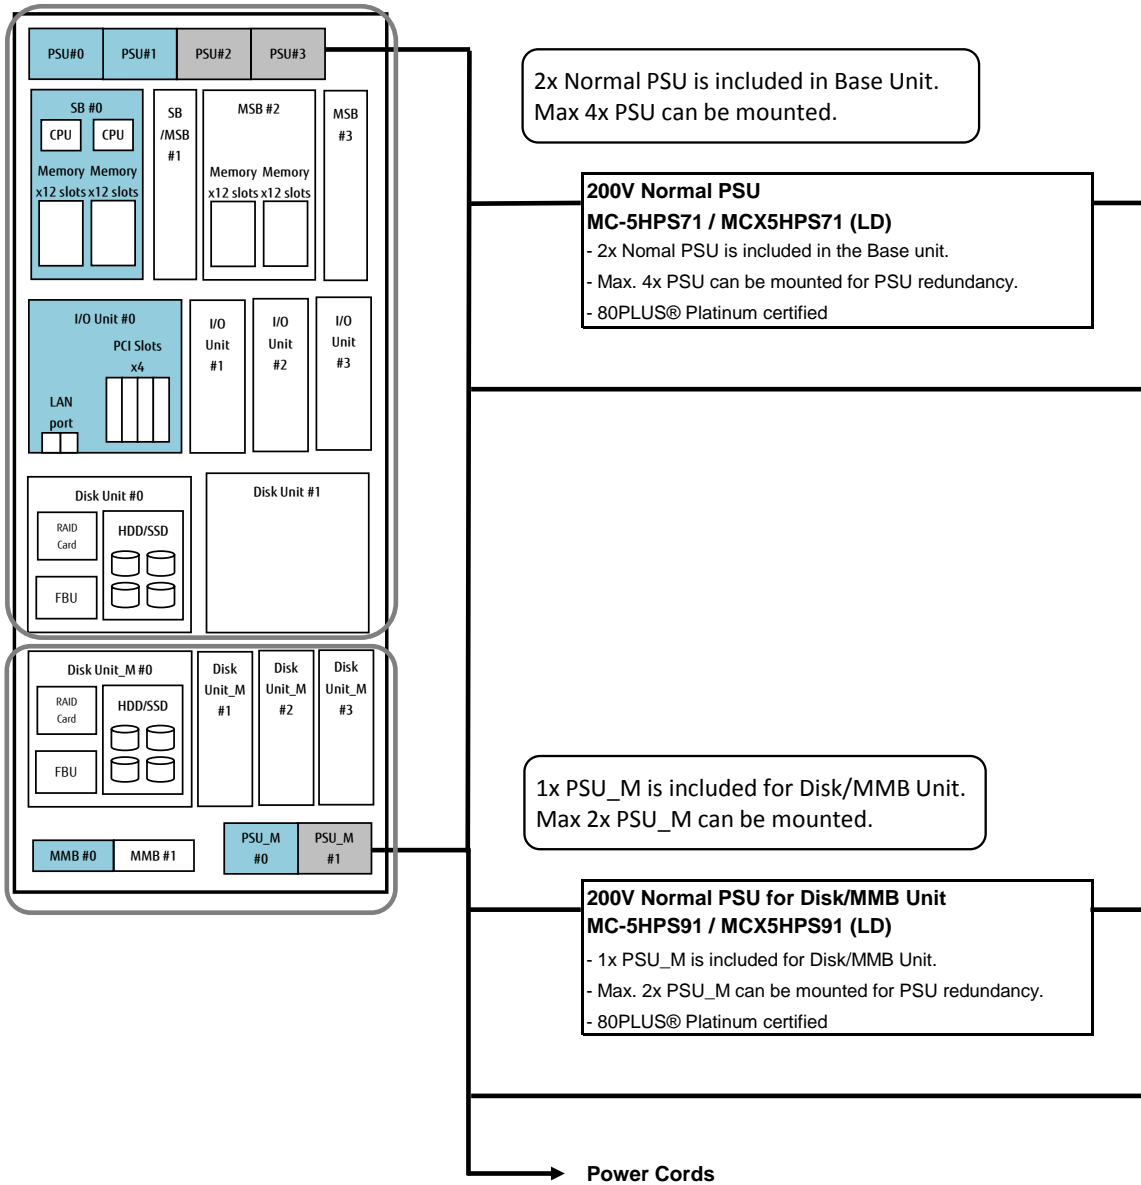 PSU#0 PSU#1 PSU#2 PSU#3
2x Normal PSU is included in Base Unit.
Max 4x PSU can be mounted.
SB #0
CPU CPU
Memory Memory
x12 slots x12 slots
SB
/MSB
#1
MSB #2
Memory Memory
x12 slots x12 slots
MSB
#3
200V Normal PSU
MC-5HPS71 / MCX5HPS71 (LD)
- 2x Nomal PSU is included in the Base unit.
- Max. 4x PSU can be mounted for PSU redundancy.
- 80PLUS® Platinum certified
I/O Unit #0
PCI Slots
x4
LAN
port
I/O
Unit
#1
I/O
Unit
#2
I/O
Unit
#3
Disk Unit #0
RAID
Card
HDD/SSD
FBU
Disk Unit #1
Disk Unit_M #0
RAID
Card
HDD/SSD
FBU
Disk
Unit_M
#1
Disk
Unit_M
#2
Disk
Unit_M
#3
1x PSU_M is included for Disk/MMB Unit.
Max 2x PSU_M can be mounted.
MMB #0 MMB #1
PSU_M
#0
PSU_M
#1
200V Normal PSU for Disk/MMB Unit
MC-5HPS91 / MCX5HPS91 (LD)
- 1x PSU_M is included for Disk/MMB Unit.
- Max. 2x PSU_M can be mounted for PSU redundancy.
- 80PLUS® Platinum certified
Power Cords